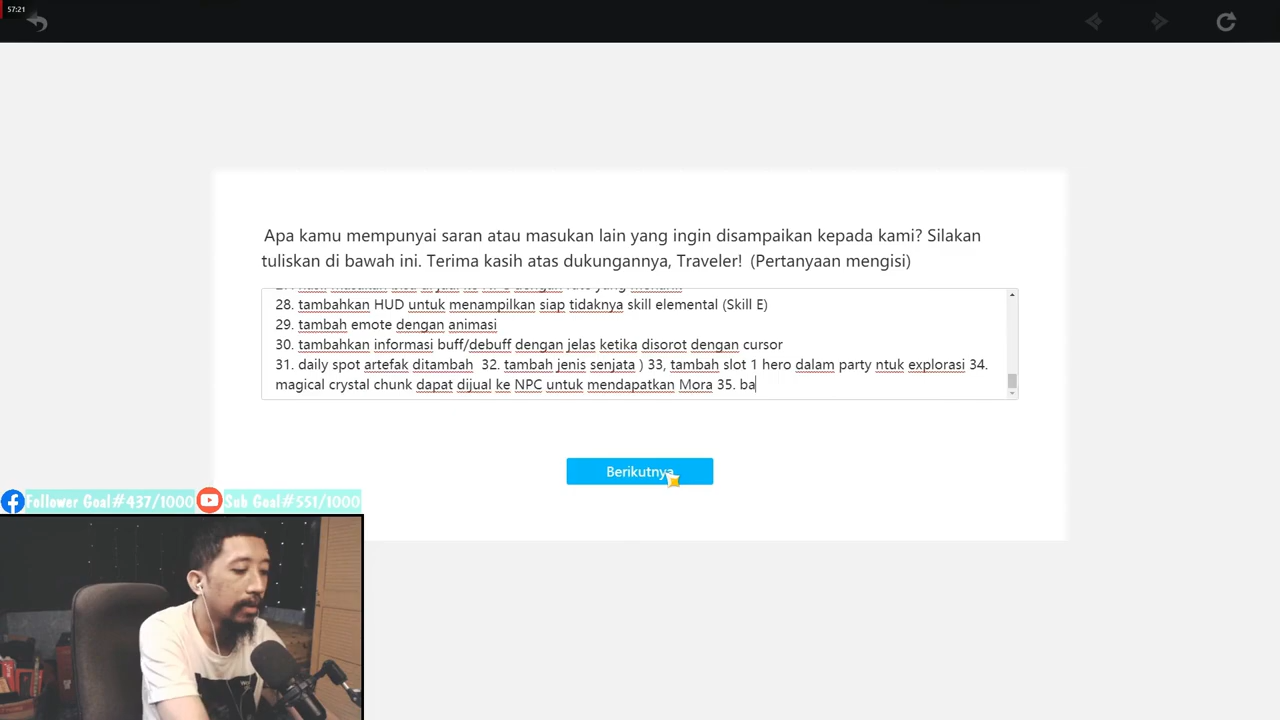 57:21
Apa kamu mempunyai saran atau masukan lain yang ingin disampaikan kepada kami? Silakan
tuliskan di bawah ini. Terima kasih atas dukungannya, Traveler! (Pertanyaan mengisi)
28. tambahkan HUD untuk menampilkan siap tidaknya skill elemental (Skill E)
29. tambah emote dengan animasi
30. tambahkan informasi buff/debuff dengan jelas ketika disorot dengan cursor
31. daily spot artefak ditambah  32. tambah jenis senjata ) 33, tambah slot 1 hero dalam party ntuk explorasi 34.
magical crystal chunk dapat dijual ke NPC untuk mendapatkan Mora 35. ba
Berikutnya
Follower Goal#437/1000 Sub Goal#551/1000